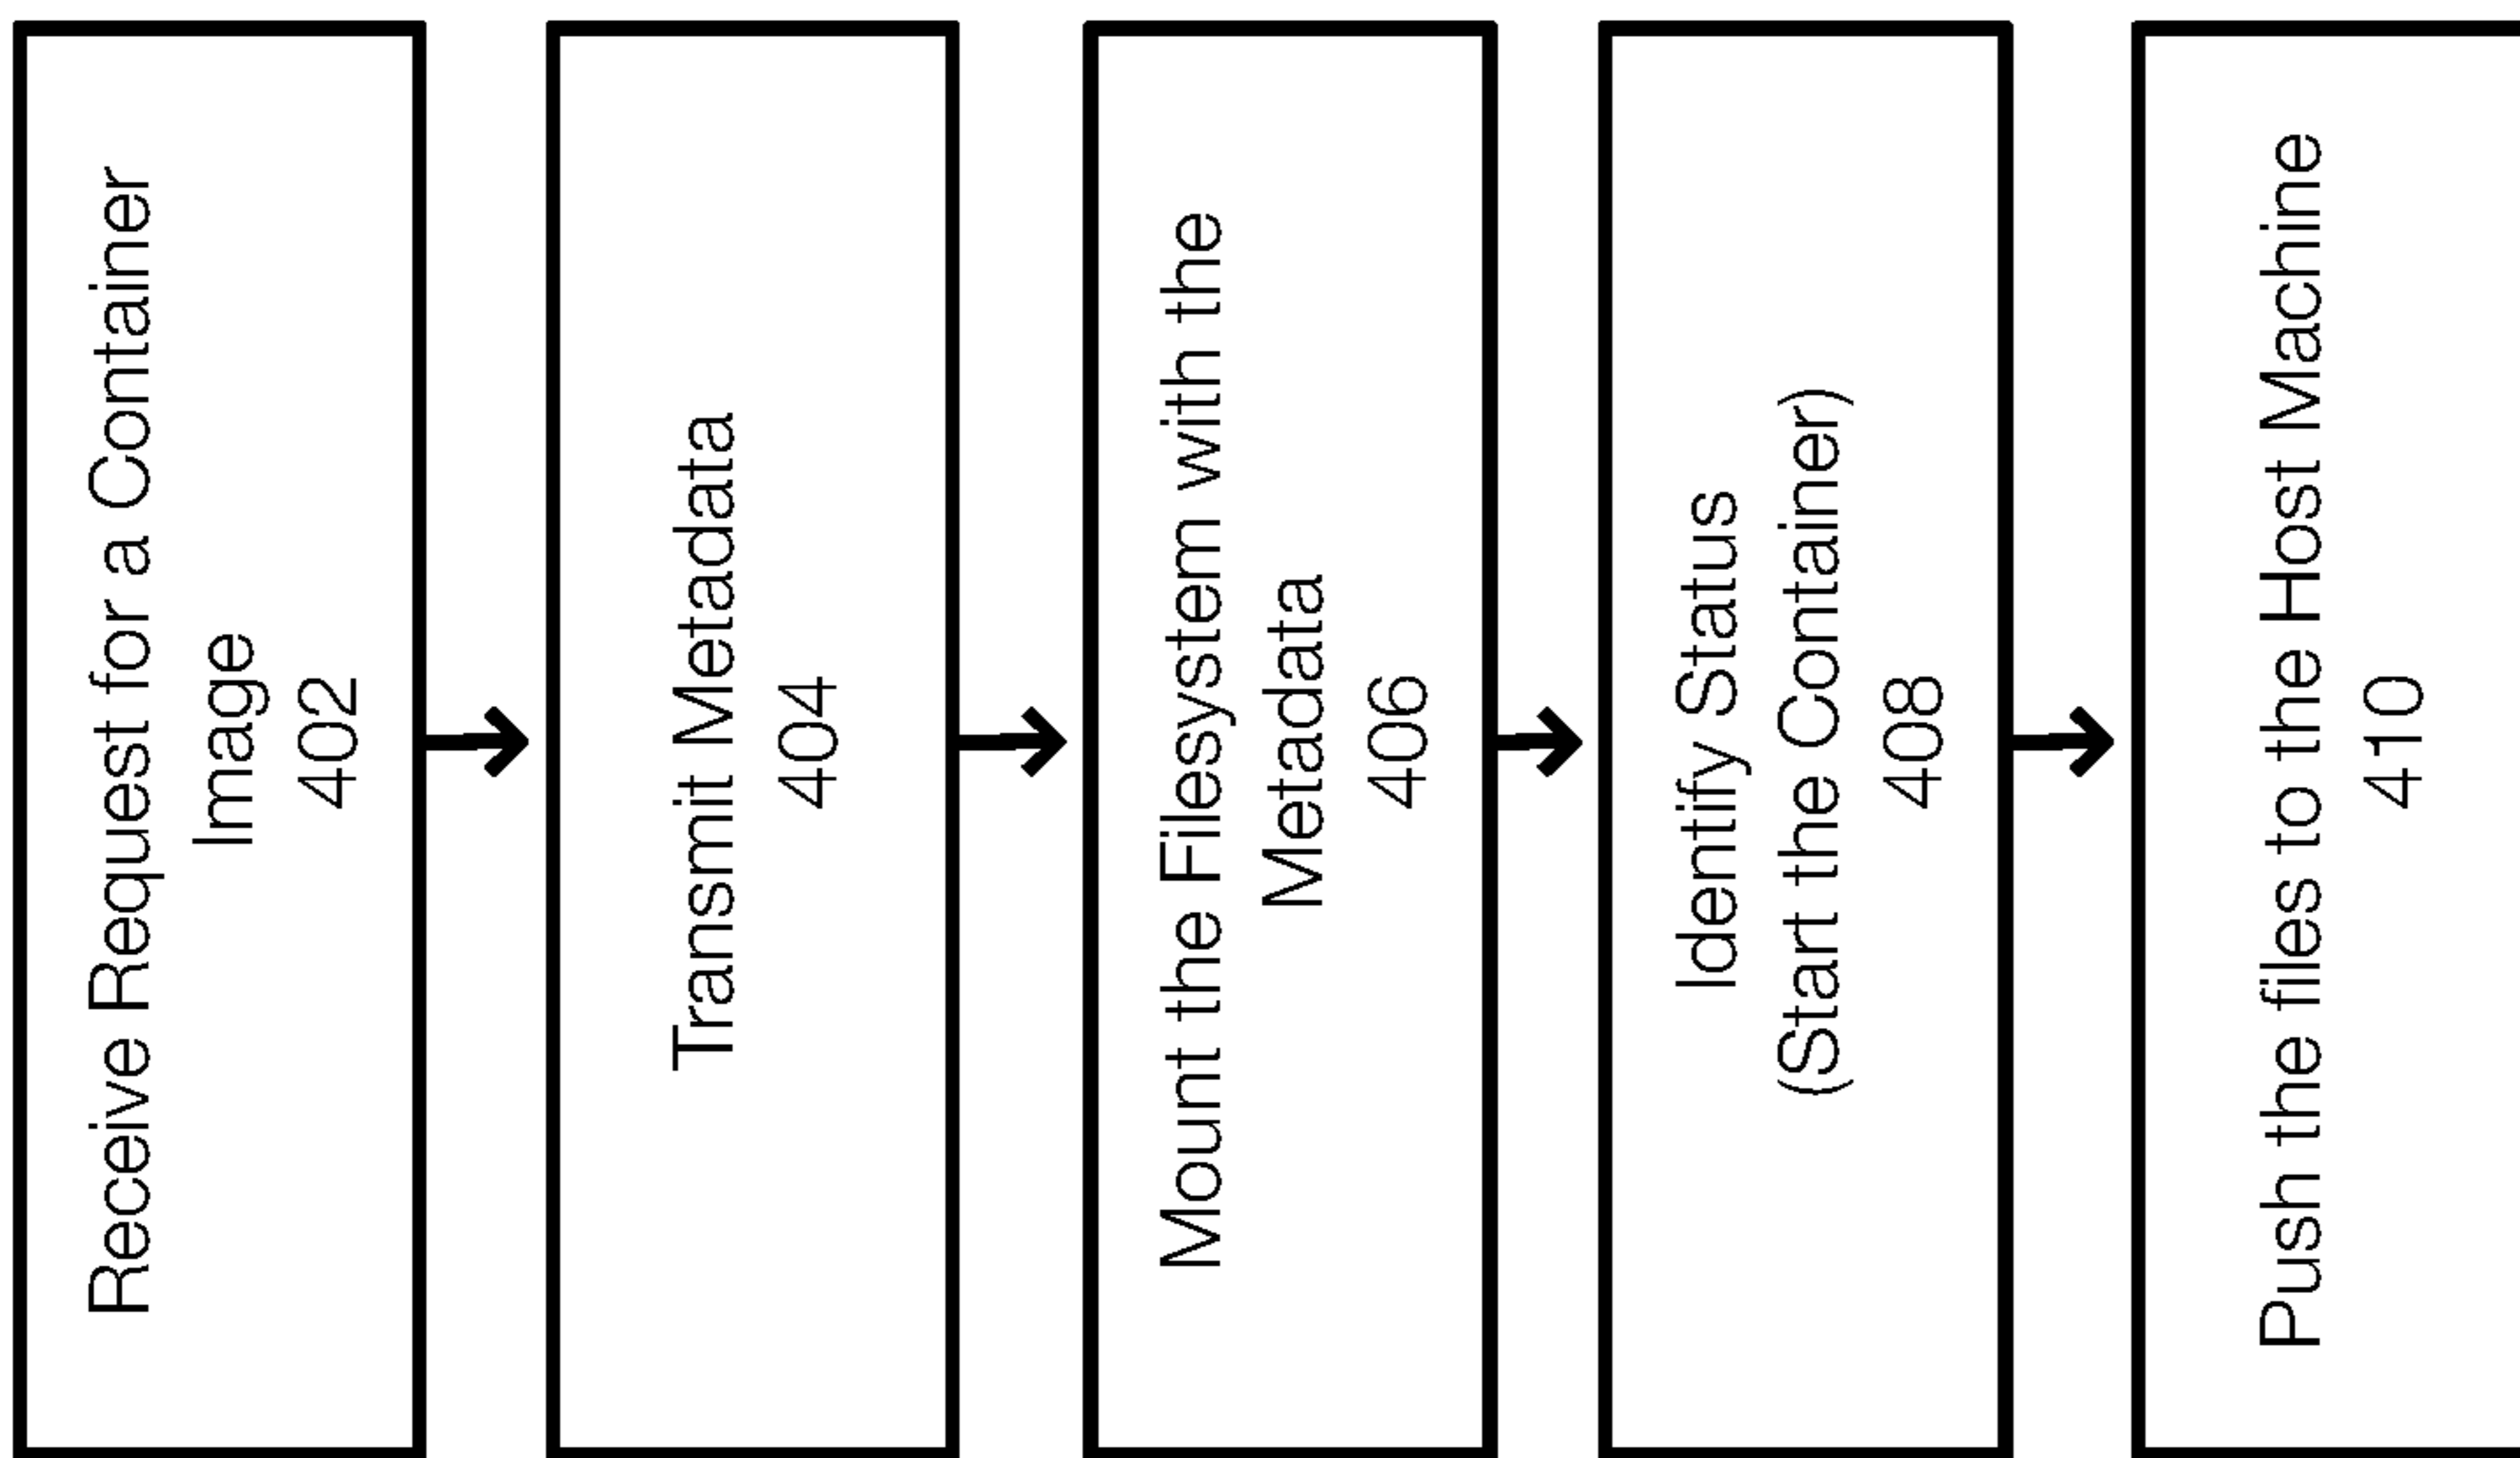 Receive Request for a Container
Image
402
Transmit Metadata
404
Mount the Filesystem with the
Metadata
406
Identify Status
(Start the Container)
408
Push the files to the Host Machine
410